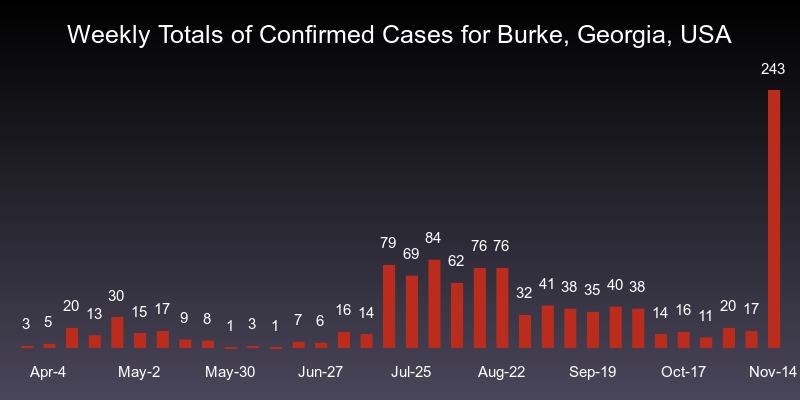 Weekly Totals of Confirmed Cases for Burke, Georgia, USA
243
79 69 84 62 76 76
3 5 20 13 30 15 17 9 8 1 3 1 7 6 16 14 32 41 38 35 40 38 14 16 11 20 17
Apr-4 May-2 May-30 Jun-27 Jul-25 Aug-22 Sep-19 Oct-17 Nov-14